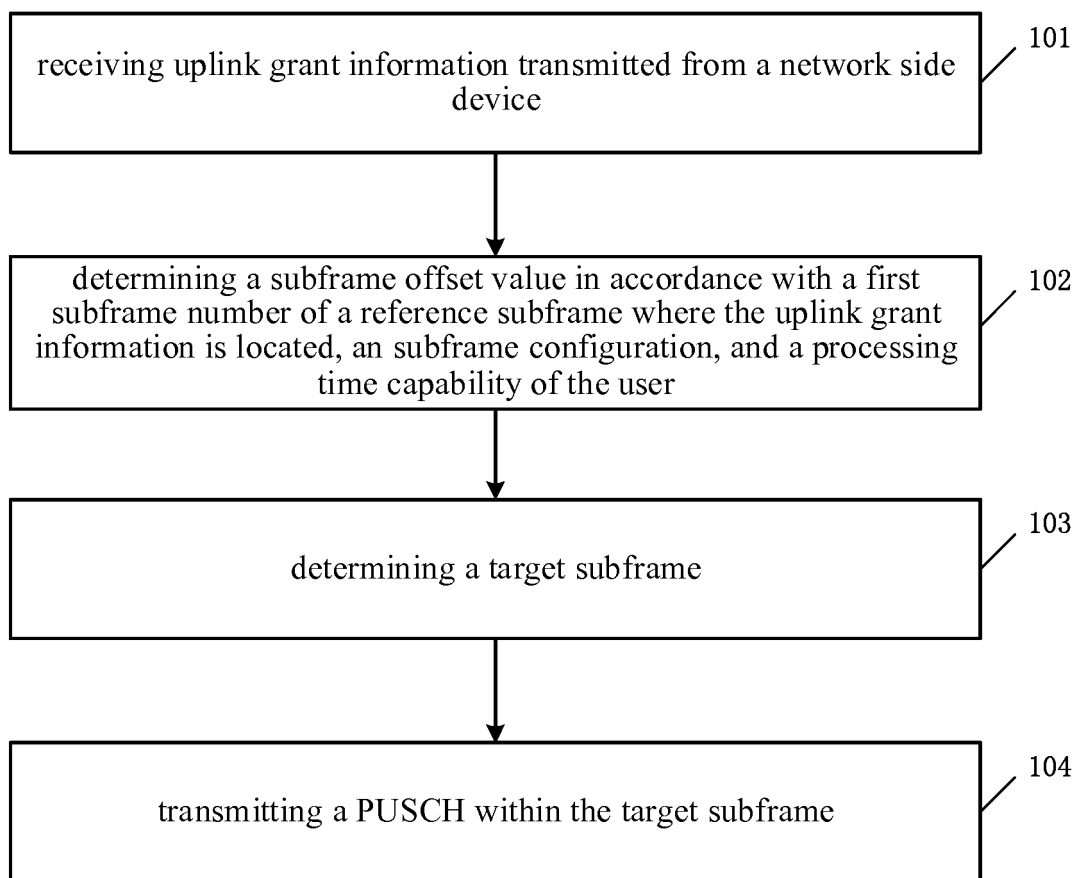 receiving uplink grant information transmitted from a network side
device
101
determining a subframe offset value in accordance with a first
subframe number of a reference subframe where the uplink grant
information is located, an subframe configuration, and a processing
time capability of the user
102
determining a target subframe
103
transmitting a PUSCH within the target subframe
104